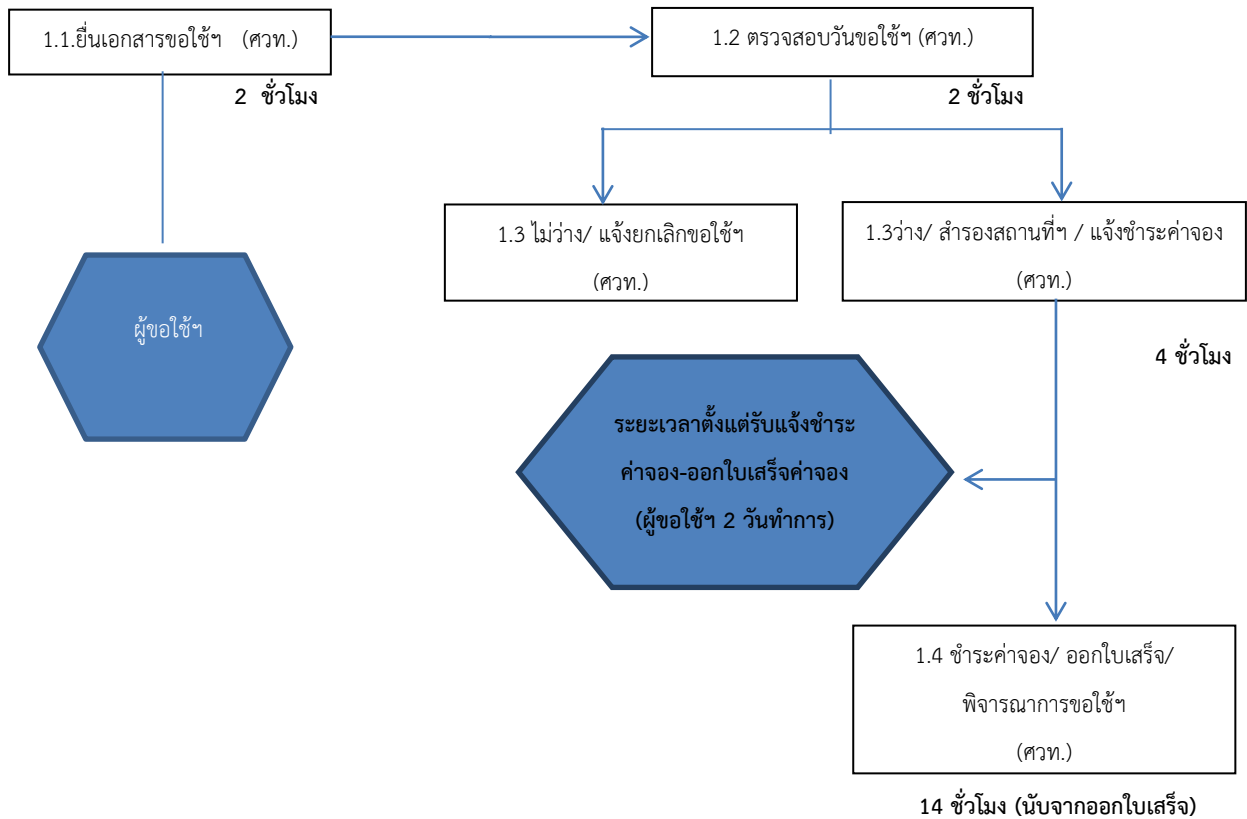 1.1.ยื่นเอกสารขอใช้ฯ (ศวท.)
1.2 ตรวจสอบวันขอใช้ฯ (ศวท.)
2 ชั่วโมง
2 ชั่วโมง
1.3 ไม่ว่าง/ แจ้งยกเลิกขอใช้ฯ
(ศวท.)
1.3ว่าง/ สำรองสถานที่ฯ / แจ้งชำระค่าจอง
(ศวท.)
ผู้ขอใช้ฯ
4 ชั่วโมง
ระยะเวลาตั้งแต่รับแจ้งชำระ
ค่าจอง-ออกใบเสร็จค่าจอง
(ผู้ขอใช้ฯ 2 วันทำการ)
1.4 ชำระค่าจอง/ ออกใบเสร็จ/
พิจารณาการขอใช้ฯ
(ศวท.)
14 ชั่วโมง (นับจากออกใบเสร็จ)